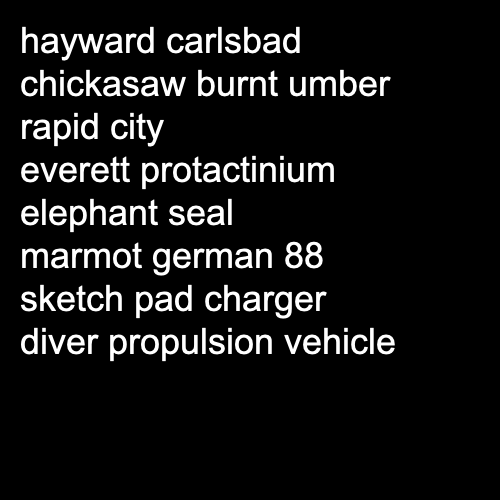 hayward carlsbad
chickasaw burnt umber
rapid city
everett protactinium
elephant seal
marmot german 88
sketch pad charger
diver propulsion vehicle